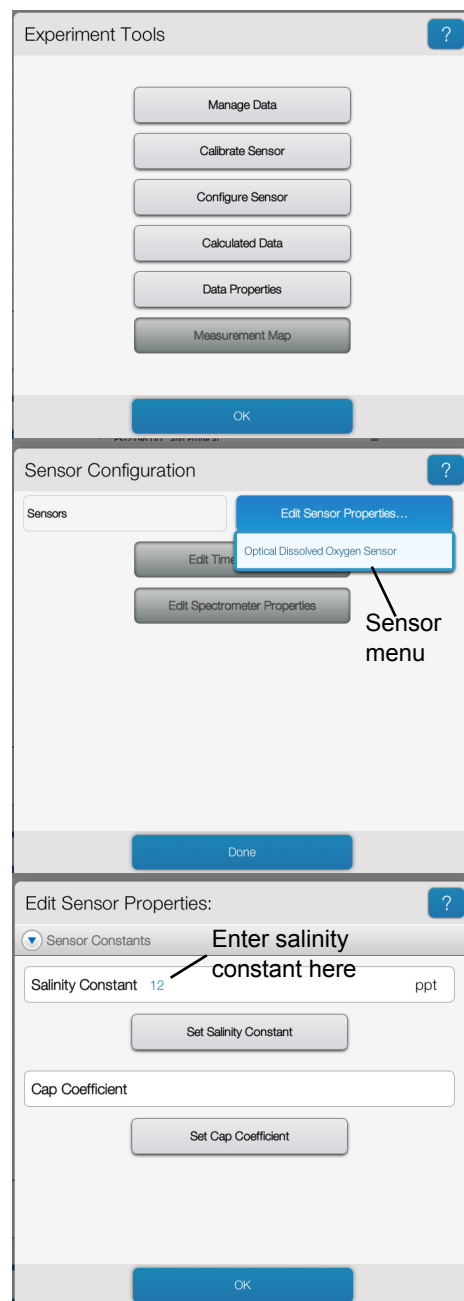 Experiment Tools
?
Manage Data
Calibrate Sensor
Configure Sensor
Calculated Data
Data Properties
Measurement Map
OK
Sensor Configuration
?
Sensors
Edit Sensor Properties...
Edit Time
Optical Dissolved Oxygen Sensor
Edit Spectrometer Properties
Sensor
menu
Done
Edit Sensor Properties:
?
Sensor Constants
Enter salinity
constant here
Salinity Constant 12 ppt
Set Salinity Constant
Cap Coefficient
Set Cap Coefficient
OK